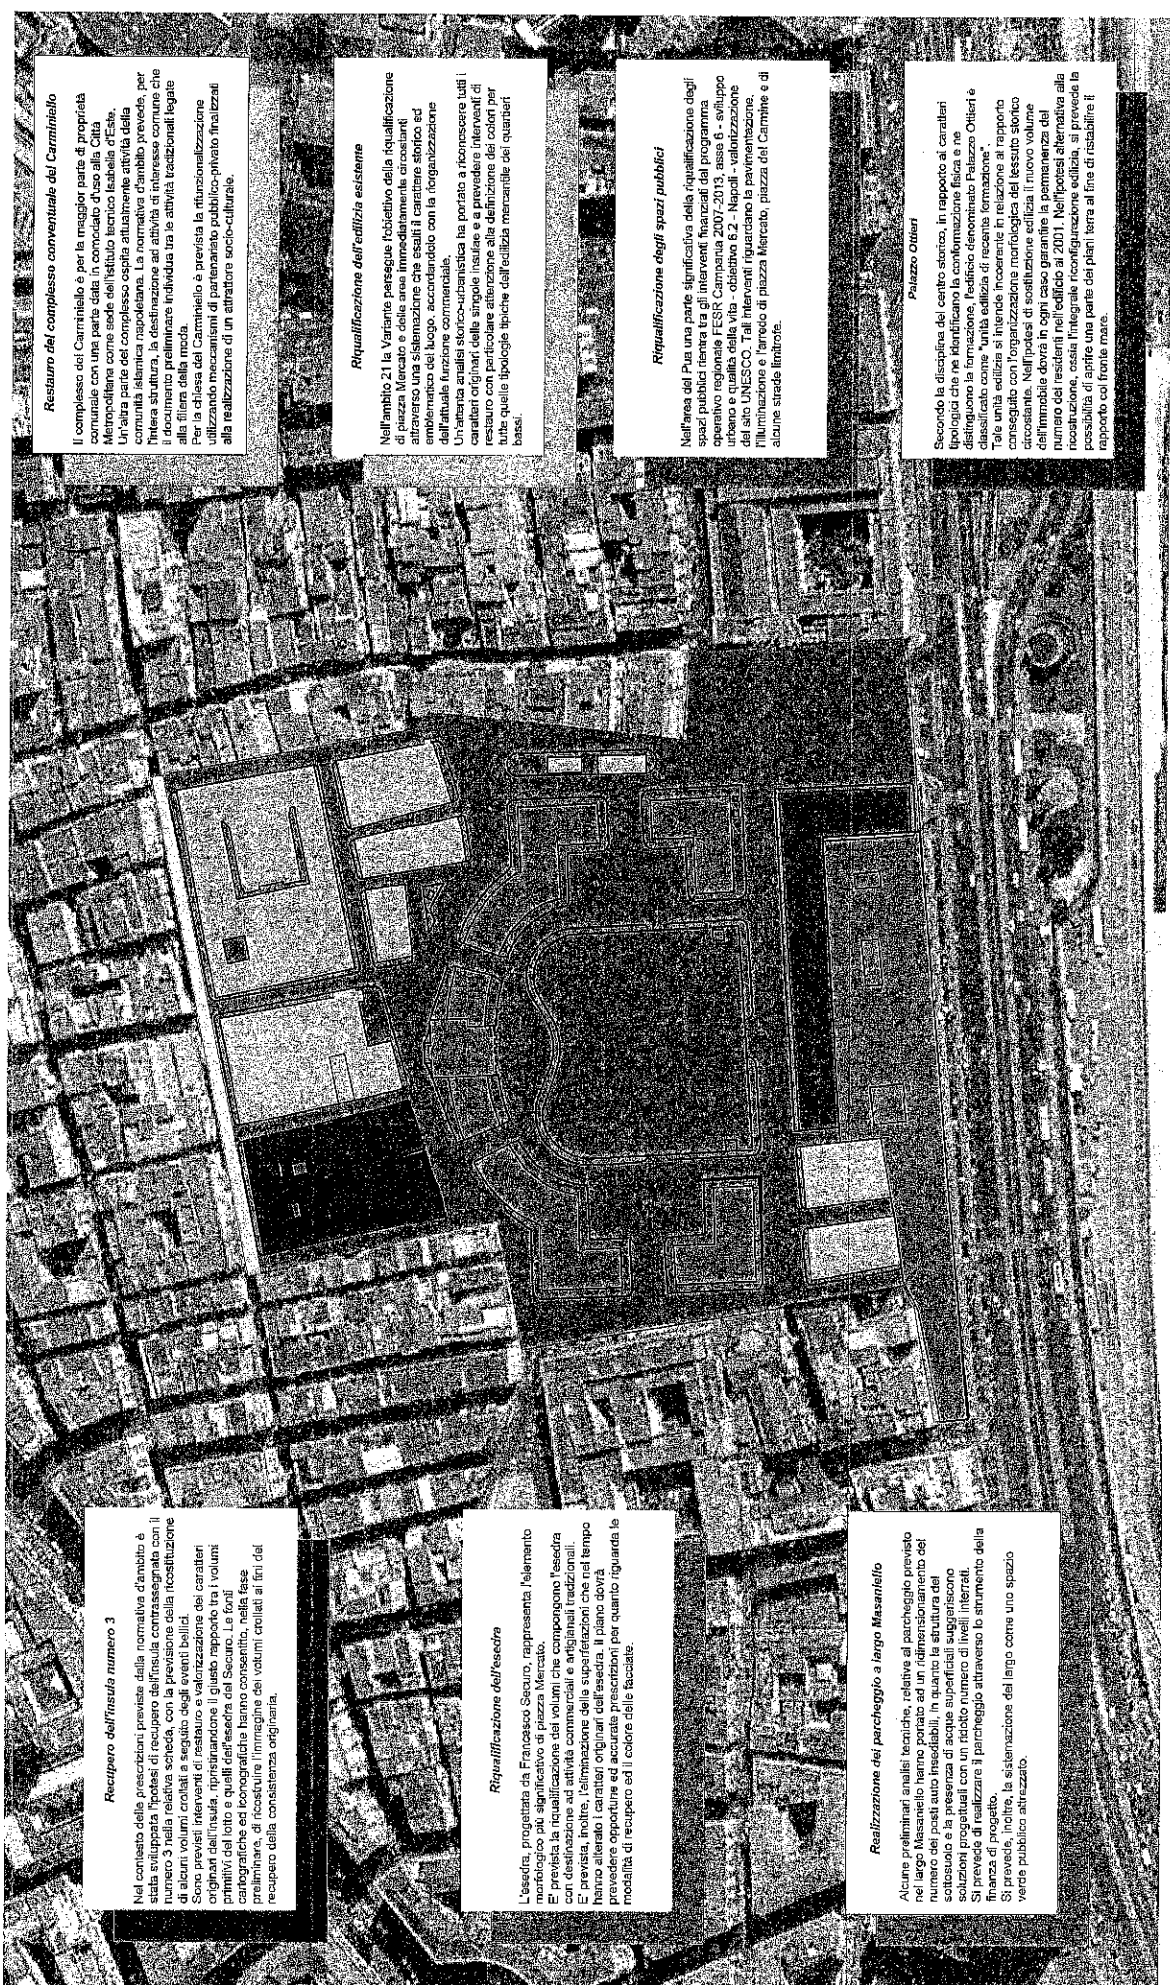 Recupero dell'insula numero 3
Nel contesto delle prescrizioni previste dalla normativa d'ambito è
stata sviluppata l'ipotesi di recupero dell'insula contrassegnata con il
numero 3 nella relativa scheda, con la previsione della ricostituzione
di alcuni volumi crollati a seguito degli eventi bellici.
Sono previsti interventi di restauro e valorizzazione dei caratteri
originari dell'insula, ripristinandone il giusto rapporto tra i volumi
primitivi del lotto e quelli dell'esedra del Securo. Le fonti
cartografiche ed iconografiche hanno consentito, nella fase
preliminare, di ricostruire l'immagine dei volumi crollati ai fini del
recupero della consistenza originaria.
Riqualificazione dell'esedra
L'esedra, progettata da Francesco Securo, rappresenta l'elemento
morfologico più significativo di piazza Mercato.
E' prevista la riqualificazione dei volumi che compongono l'esedra
con destinazione ad attività commerciali e artigianali tradizionali.
E' prevista, inoltre, l'eliminazione delle superfetazioni che nel tempo
hanno alterato i caratteri originari dell'esedra. Il piano dovrà
prevedere opportune ed accurate prescrizioni per quanto riguarda le
modalità di recupero ed il colore delle facciate.
Realizzazione del parcheggio a largo Masaniello
Alcune preliminari analisi tecniche, relative al parcheggio previsto
nel largo Masaniello hanno portato ad un ridimensionamento del
numero dei posti auto insediabili, in quanto la struttura del
sottosuolo e la presenza di acque superficiali suggeriscono
soluzioni progettuali con un ridotto numero di livelli interrati.
Si prevede di realizzare il parcheggio attraverso lo strumento della
finanza di progetto.
Si prevede, inoltre, la sistemazione del largo come uno spazio
verde pubblico attrezzato.
Restauro del complesso conventuale del Carminiello
Il complesso del Carminiello è per la maggior parte di proprietà
comunale con una parte data in comodato d'uso alla Città
Metropolitana come sede dell'istituto tecnico Isabella d'Este.
Un'altra parte del complesso ospita attualmente attività della
comunità islamica napoletana. La normativa d'ambito prevede, per
l'intera struttura, la destinazione ad attività di interesse comune che
il documento preliminare individua tra le attività tradizionali legate
alla filiera della moda.
Per la chiesa del Carminiello è prevista la rifunzionalizzazione
utilizzando meccanismi di partenariato pubblico-privato finalizzati
alla realizzazione di un attrattore socio-culturale.
Riqualificazione dell'edilizia esistente
Nell'ambito 21 la Variante persegue l'obiettivo della riqualificazione
di piazza Mercato e delle aree immediatamente circostanti
attraverso una sistemazione che esalti il carattere storico ed
emblematico del luogo, accordandolo con la riorganizzazione
dell'attuale funzione commerciale.
Un'attenta analisi storico-urbanistica ha portato a riconoscere tutti i
caratteri originari delle singole insulae e a prevedere interventi di
restauro con particolare attenzione alla definizione dei colori per
tutte quelle tipologie tipiche dell'edilizia mercantile dei quartieri
bassi.
Riqualificazione degli spazi pubblici
Nell'area del Pua una parte significativa della riqualificazione degli
spazi pubblici rientra tra gli interventi finanziati dal programma
operativo regionale FESR Campania 2007-2013, asse 6 - sviluppo
urbano e qualità della vita - obiettivo 6.2 - Napoli - valorizzazione
del sito UNESCO. Tali interventi riguardano la pavimentazione,
l'illuminazione e l'arredo di piazza Mercato, piazza del Carmine e di
alcune strade limitrofe.
Palazzo Ottieri
Secondo la disciplina del centro storico, in rapporto ai caratteri
tipologici che ne identificano la conformazione fisica e ne
distinguono la formazione, l'edificio denominato Palazzo Ottieri è
classificato come "unità edilizia di recente formazione".
Tale unità edilizia si intende incoerente in relazione al rapporto
conseguito con l'organizzazione morfologica del tessuto storico
circostante. Nell'ipotesi di sostituzione edilizia il nuovo volume
dell'immobile dovrà in ogni caso garantire la permanenza del
numero dei residenti nell'edificio al 2001. Nell'ipotesi alternativa alla
ricostruzione, ossia l'integrale riconfigurazione edilizia, si prevede la
possibilità di aprire una parte dei piani terra al fine di ristabilire il
rapporto col fronte mare.